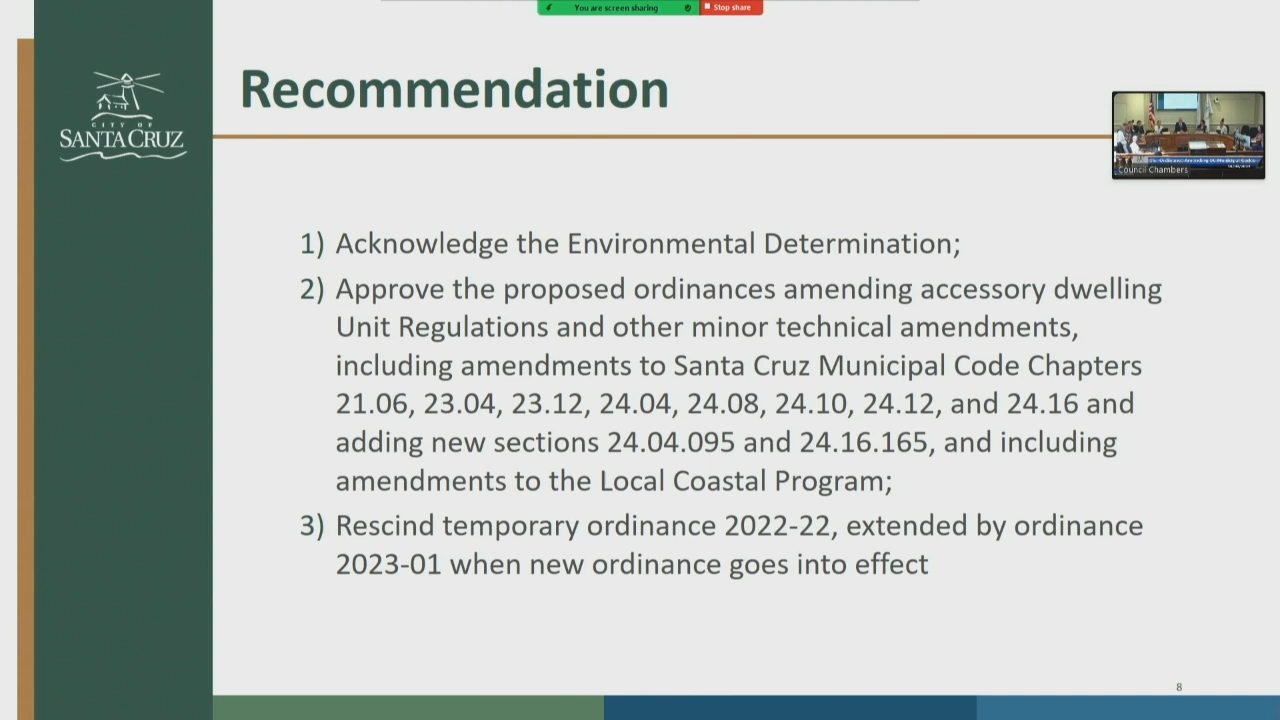 You are screen sharing
Stop share
CITY OF
SANTA CRUZ
Recommendation
Council Chambers
1) Acknowledge the Environmental Determination;
2) Approve the proposed ordinances amending accessory dwelling
Unit Regulations and other minor technical amendments,
including amendments to Santa Cruz Municipal Code Chapters
21.06, 23.04, 23.12, 24.04, 24.08, 24.10, 24.12, and 24.16 and
adding new sections 24.04.095 and 24.16.165, and including
amendments to the Local Coastal Program;
3) Rescind temporary ordinance 2022-22, extended by ordinance
2023-01 when new ordinance goes into effect
8